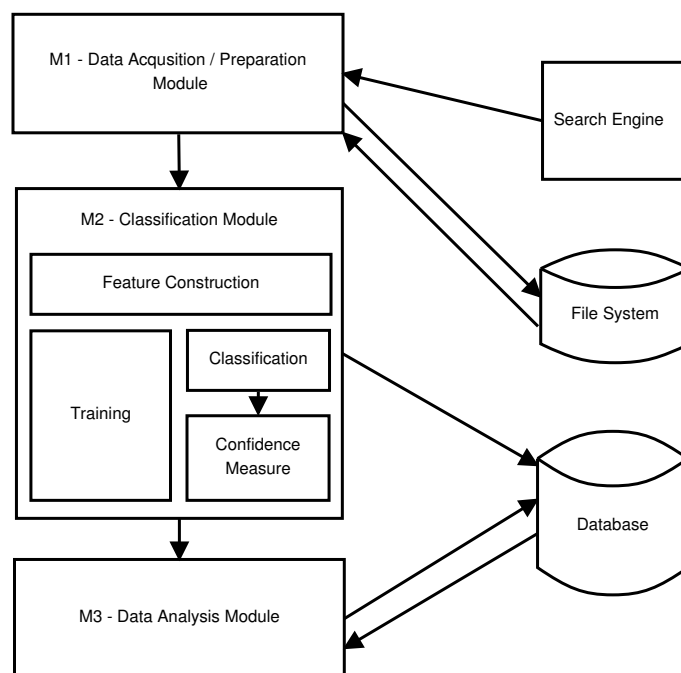 M1 - Data Acqusition / Preparation
Module
Search Engine
M2 - Classification Module
Feature Construction
File System
Training
Classification
Confidence
Measure
Database
M3 - Data Analysis Module